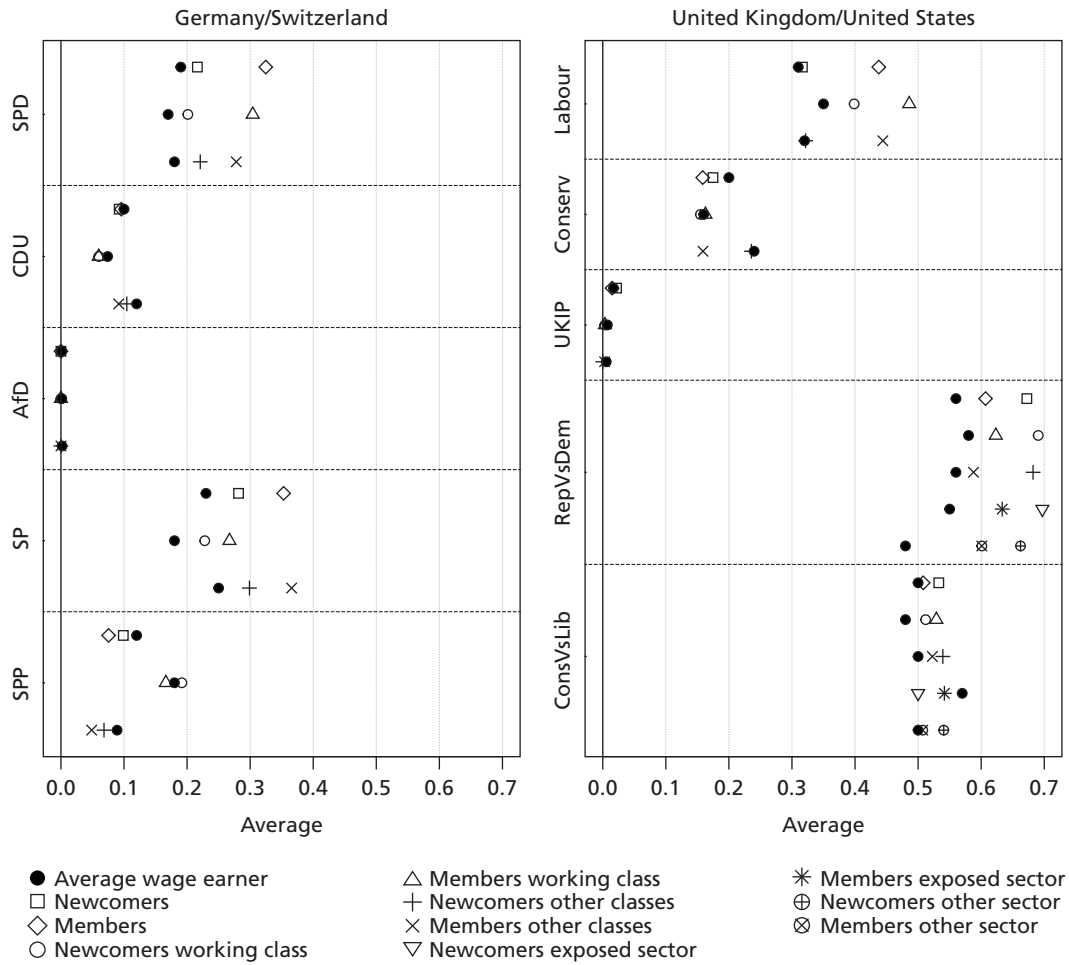 Germany/Switzerland
SPD
CDU
AfD
SP
SPP
0.0 0.1 0.2 0.3 0.4 0.5 0.6 0.7
Average
United Kingdom/United States
Labour
Conserv
UKIP
RepVsDem
ConsVsLib
0.0 0.1 0.2 0.3 0.4 0.5 0.6 0.7
Average
Average wage earner
Newcomers
Members
Newcomers working class
Members working class
Newcomers other classes
Members other classes
Newcomers exposed sector
Members exposed sector
Newcomers other sector
Members other sector